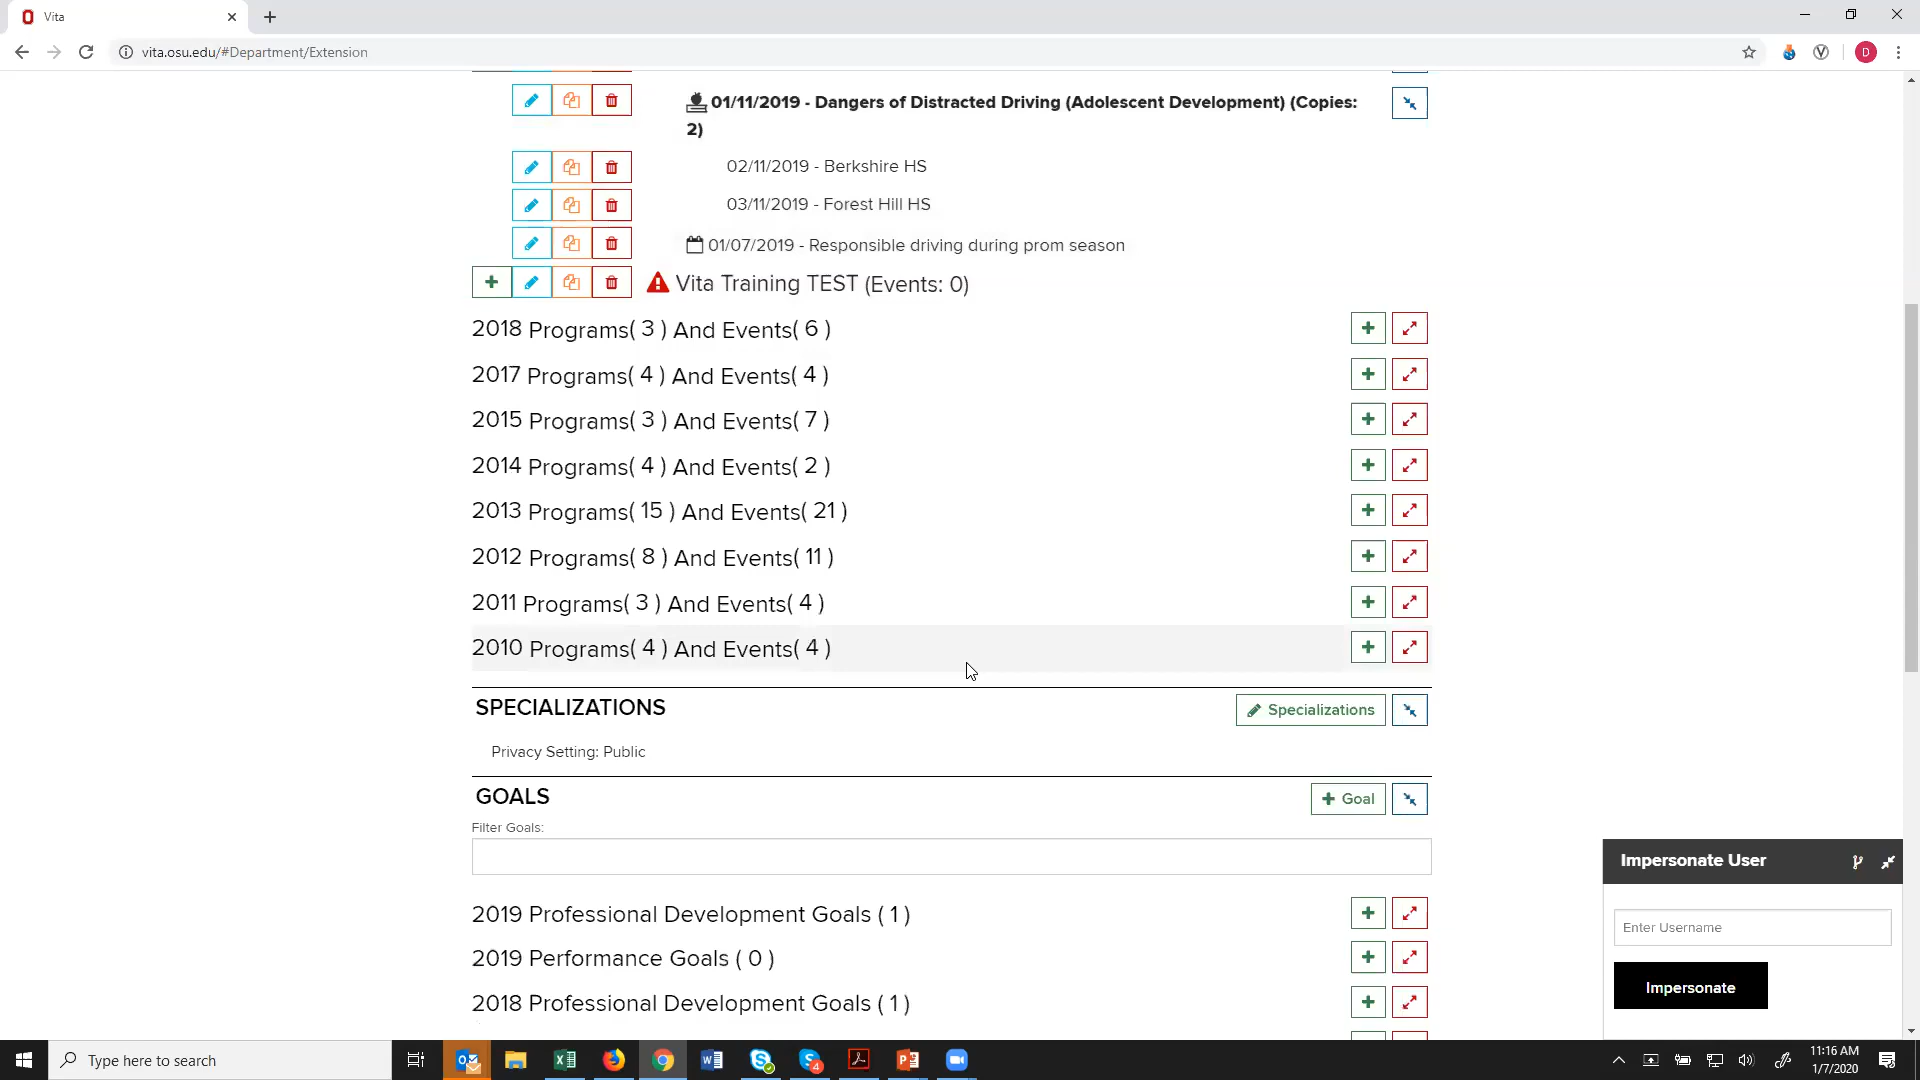 Vita
vita.osu.edu/#Department/Extension
D
01/11/2019 - Dangers of Distracted Driving (Adolescent Development) (Copies:
2)
02/11/2019 - Berkshire HS
03/11/2019 - Forest Hill HS
01/07/2019 - Responsible driving during prom season
Vita Training TEST (Events: 0)
2018 Programs( 3 ) And Events( 6 )
2017 Programs( 4 ) And Events( 4 )
2015 Programs( 3 ) And Events( 7 )
2014 Programs( 4 ) And Events( 2 )
2013 Programs( 15 ) And Events( 21 )
2012 Programs( 8 ) And Events( 11 )
2011 Programs( 3 ) And Events( 4 )
2010 Programs( 4 ) And Events( 4 )
SPECIALIZATIONS
Specializations
Privacy Setting: Public
GOALS
Goal
Filter Goals:
2019 Professional Development Goals ( 1 )
2019 Performance Goals ( 0 )
2018 Professional Development Goals ( 1 )
Impersonate User
Enter Username
Impersonate
Type here to search
4
11:16 AM
1/7/2020